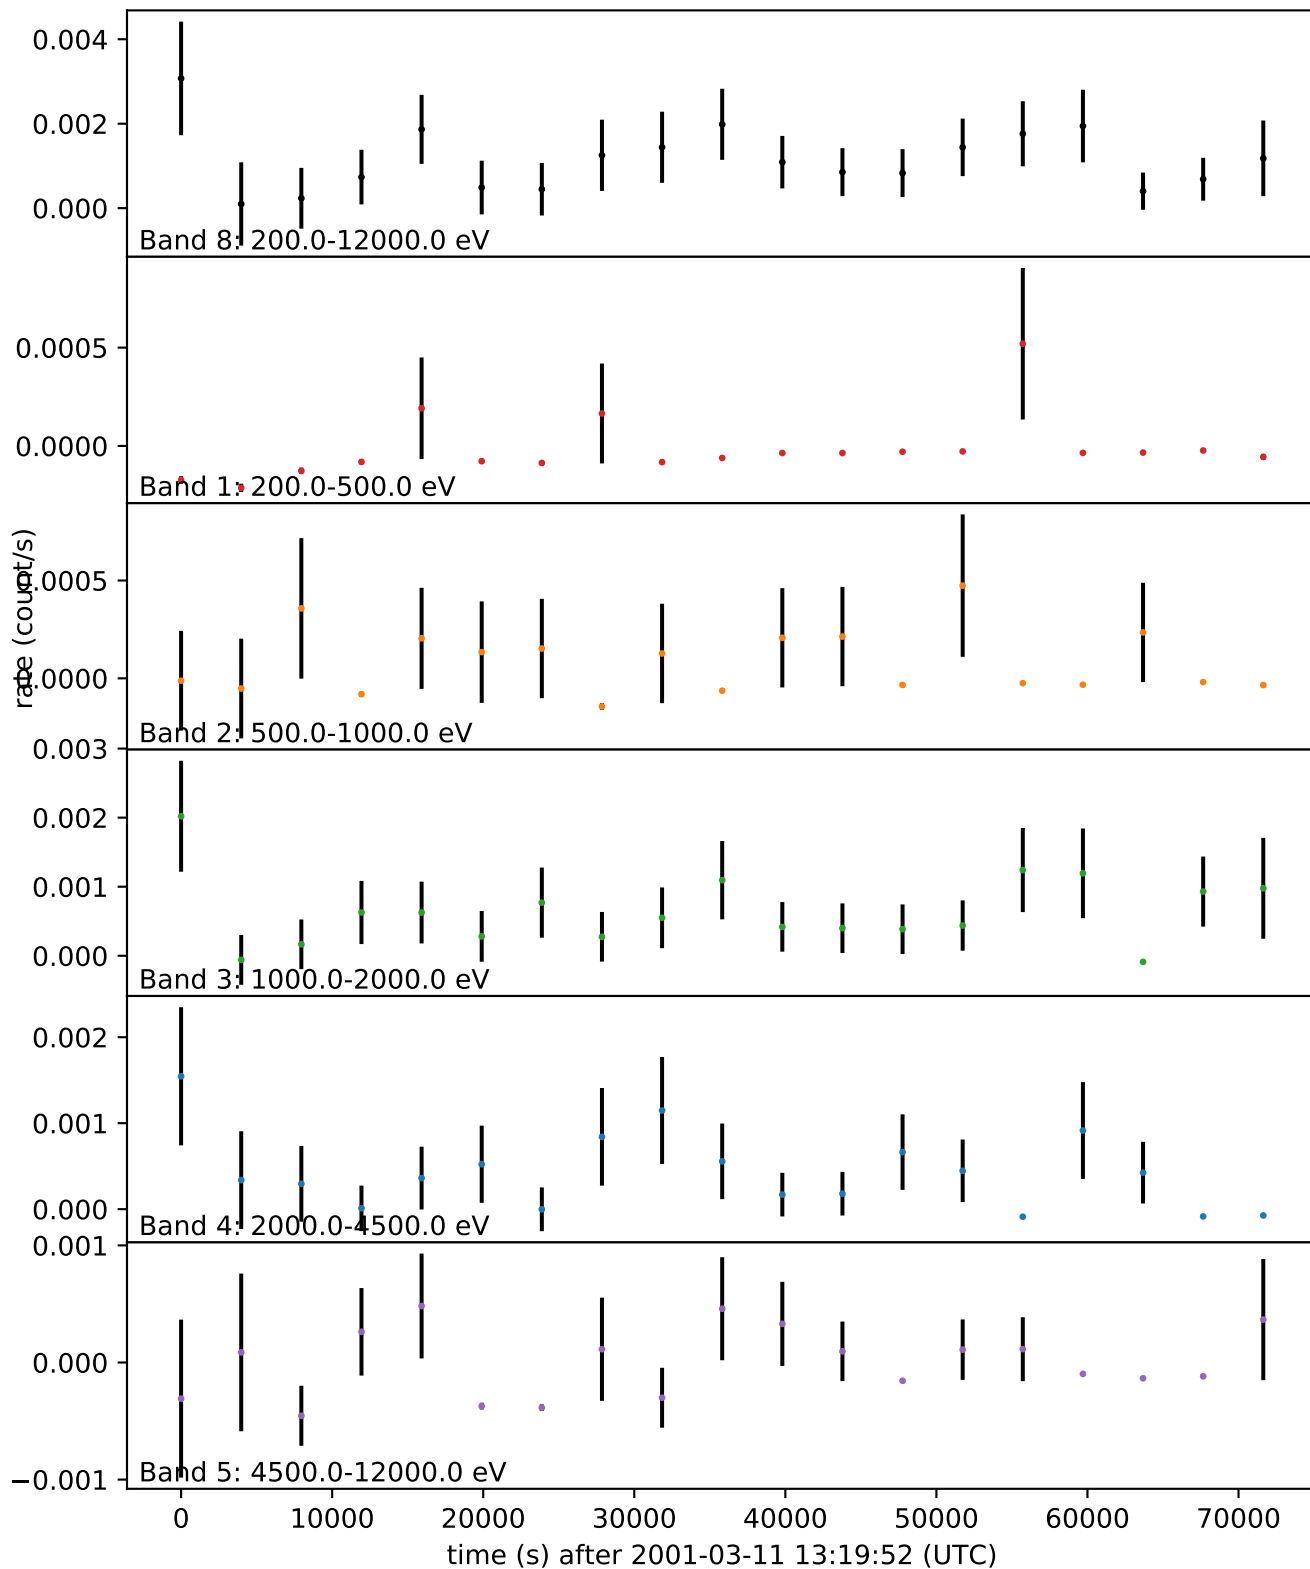 0.004
0.002
0.000
Band 8: 200.0-12000.0 eV
0.0005
0.0000
Band 1: 200.0-500.0 eV
rate (count/s)
0.0005
0.0000
Band 2: 500.0-1000.0 eV
0.003
0.002
0.001
0.000
Band 3: 1000.0-2000.0 eV
0.002
0.001
0.000
Band 4: 2000.0-4500.0 eV
0.001
0.000
−0.001
Band 5: 4500.0-12000.0 eV
0 10000 20000 30000 40000 50000 60000 70000
time (s) after 2001-03-11 13:19:52 (UTC)